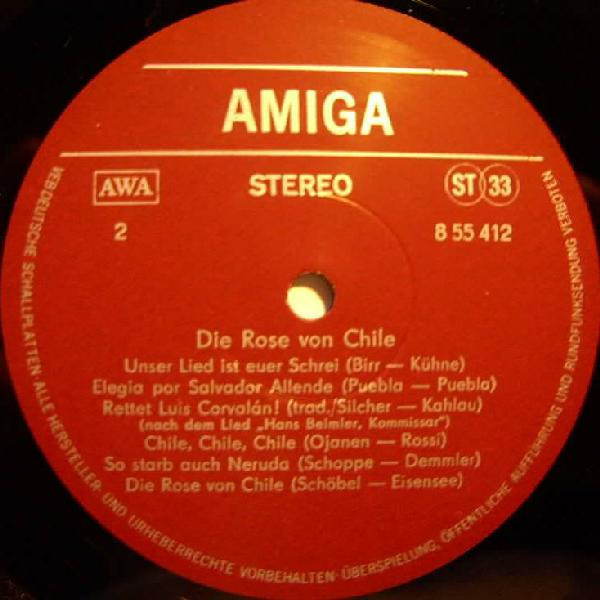 AMIGA
AWA
STEREO
ST 33
2
8 55 412
Die Rose von Chile
Unser Lied ist euer Schrei (Birr — Kühne)
Elegia por Salvador Allende (Puebla — Puebla)
Rettet Luis Corvalán! (trad./Silcher — Kahlau)
(nach dem Lied „Hans Beimler, Kommissar")
Chile, Chile, Chile (Ojanen — Rossi)
So starb auch Neruda (Schoppe — Demmler)
Die Rose von Chile (Schöbel — Eisensee)
VEB DEUTSCHE SCHALLPLATTEN · ALLE HERSTELLER- UND URHEBERRECHTE VORBEHALTEN · ÜBERSPIELUNG, ÖFFENTLICHE AUFFÜHRUNG UND RUNDFUNKSENDUNG VERBOTEN